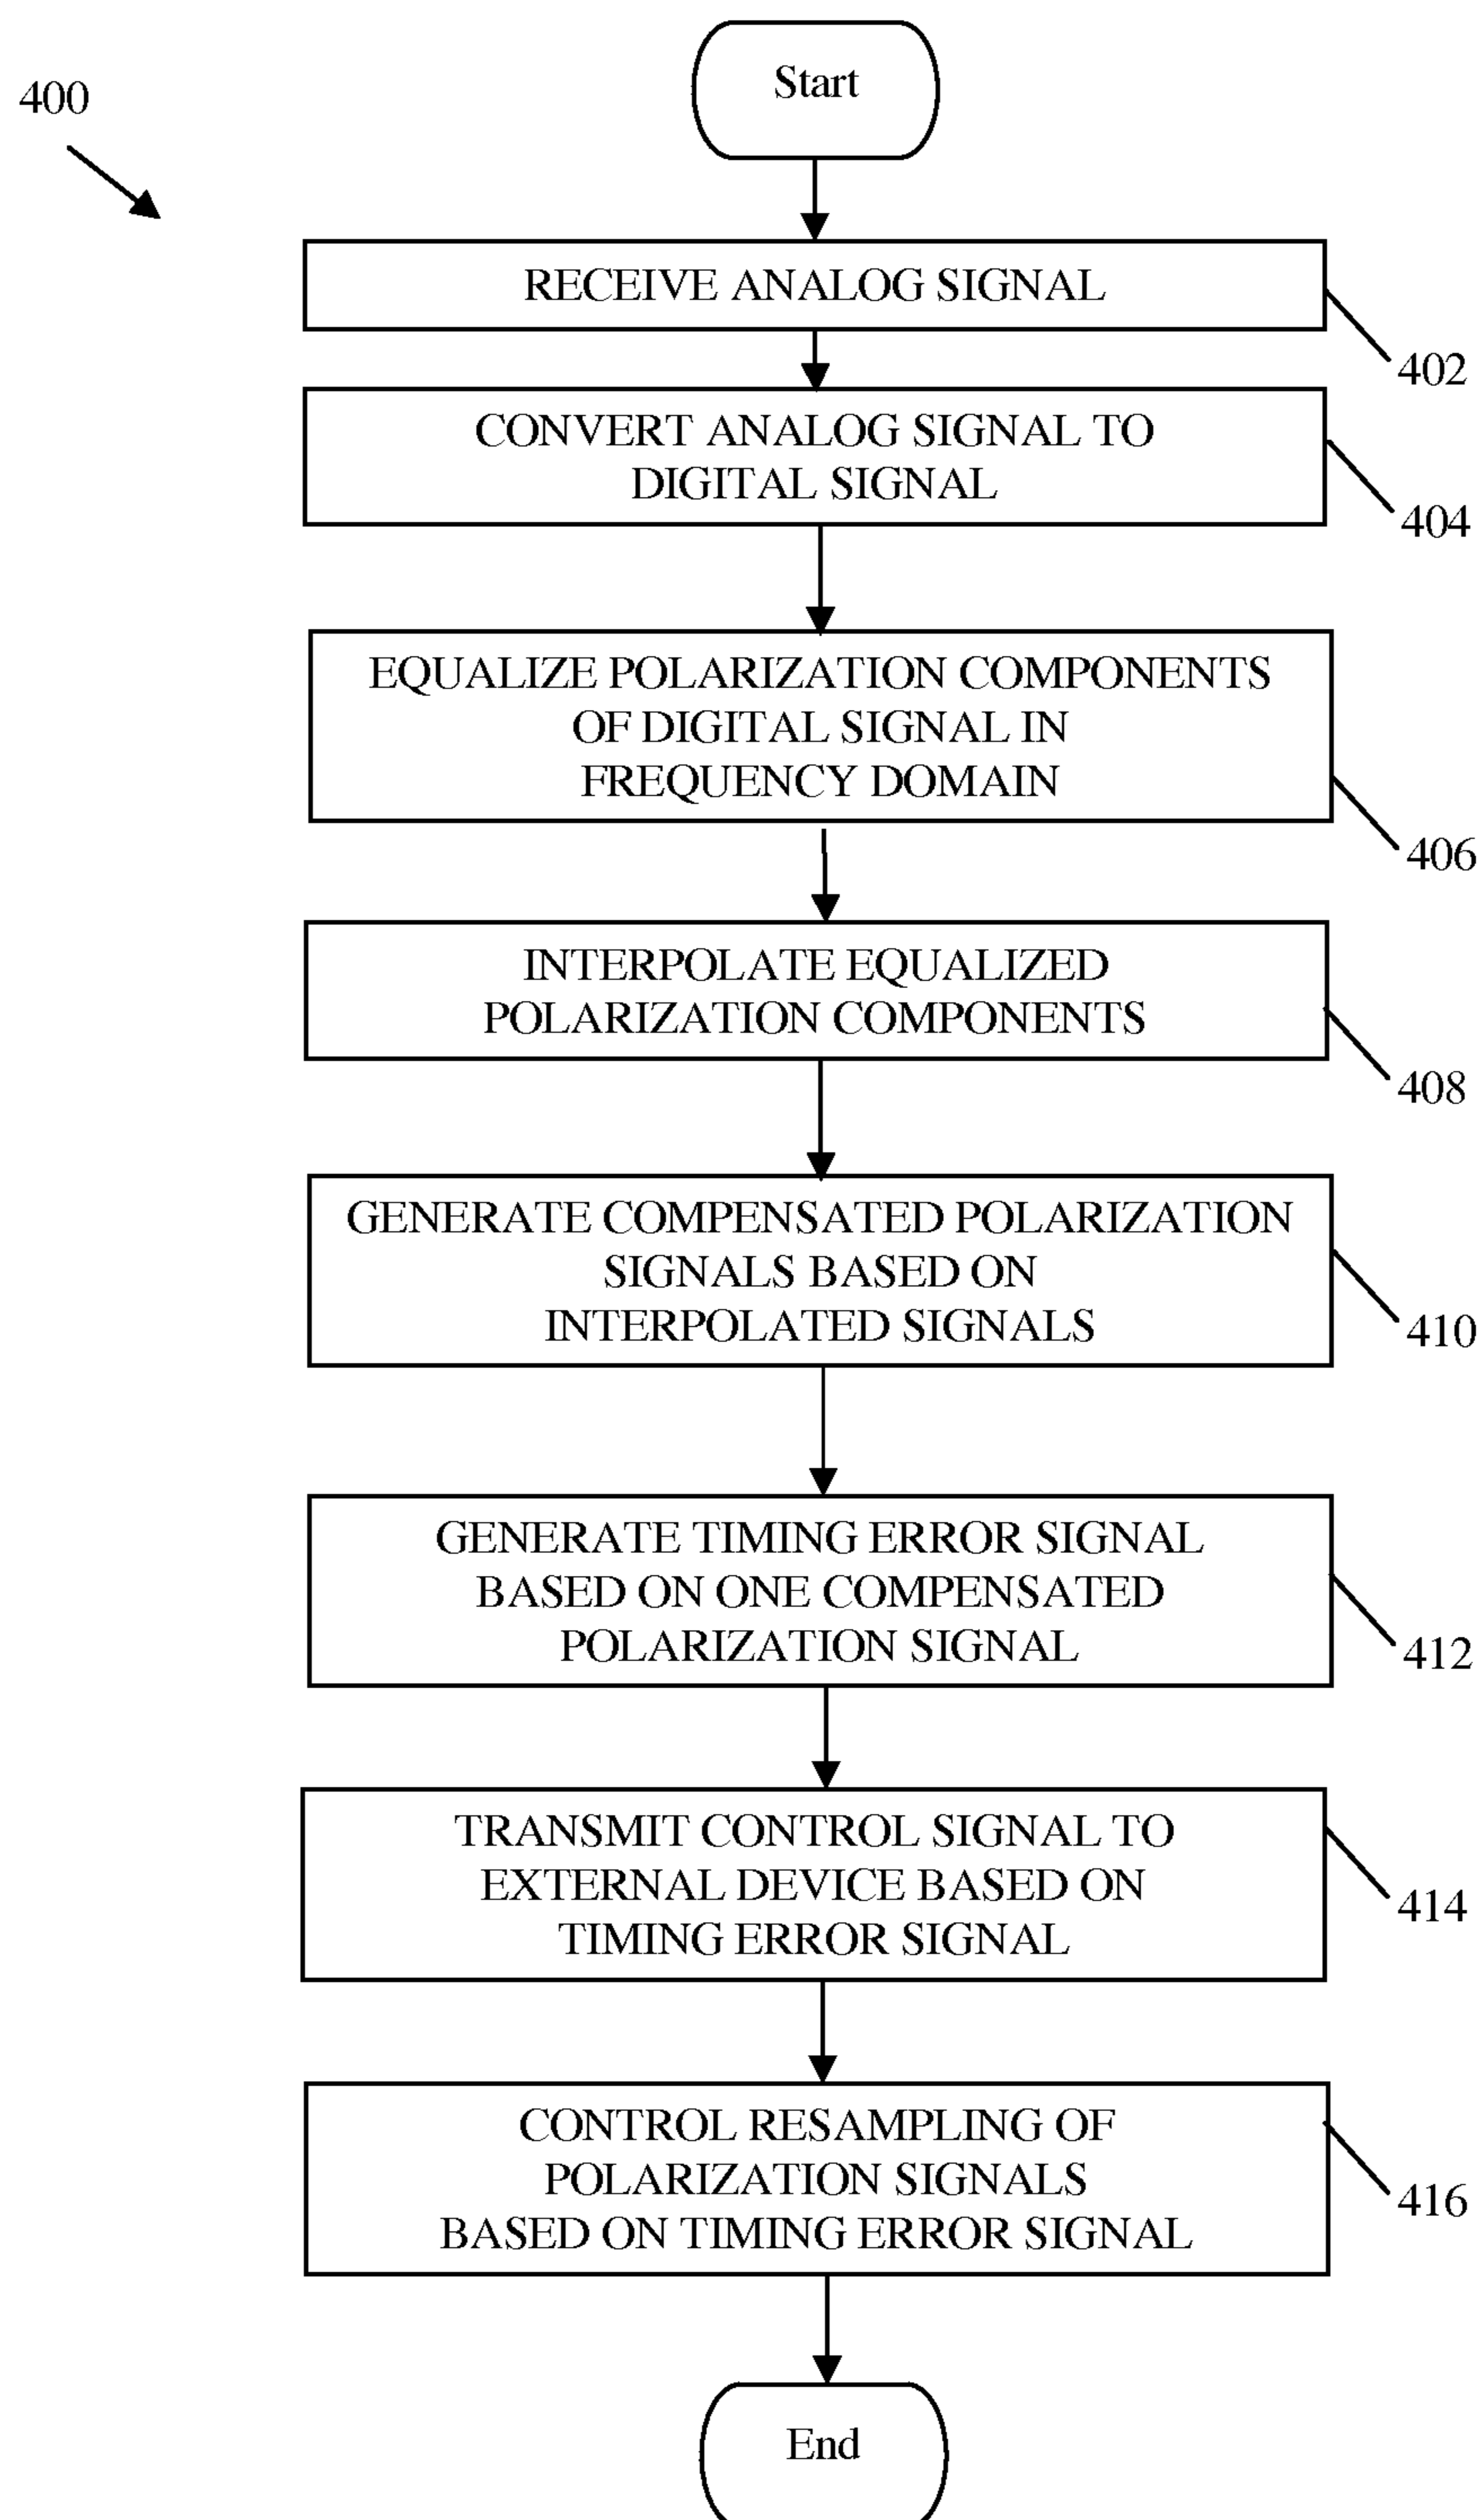 400
Start
RECEIVE ANALOG SIGNAL
402
CONVERT ANALOG SIGNAL TO
DIGITAL SIGNAL
404
EQUALIZE POLARIZATION COMPONENTS
OF DIGITAL SIGNAL IN
FREQUENCY DOMAIN
406
INTERPOLATE EQUALIZED
POLARIZATION COMPONENTS
408
GENERATE COMPENSATED POLARIZATION
SIGNALS BASED ON
INTERPOLATED SIGNALS
410
GENERATE TIMING ERROR SIGNAL
BASED ON ONE COMPENSATED
POLARIZATION SIGNAL
412
TRANSMIT CONTROL SIGNAL TO
EXTERNAL DEVICE BASED ON
TIMING ERROR SIGNAL
414
CONTROL RESAMPLING OF
POLARIZATION SIGNALS
BASED ON TIMING ERROR SIGNAL
416
End